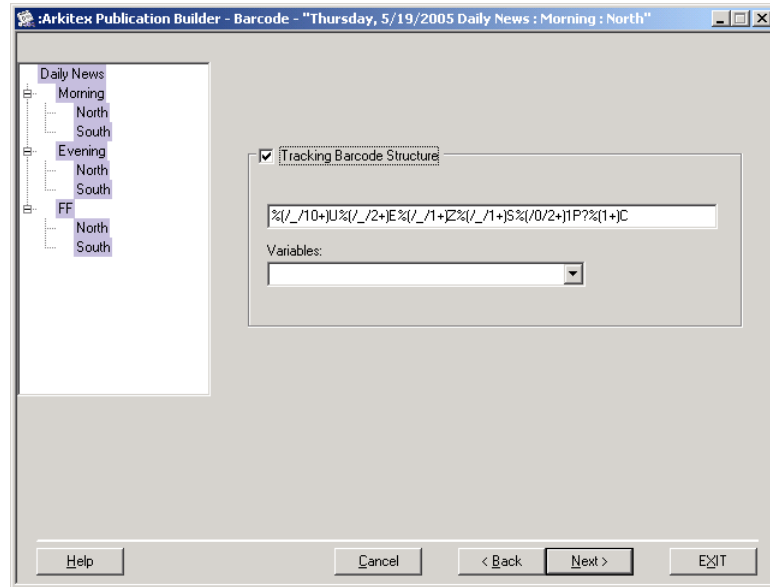 :Arkitex Publication Builder - Barcode - "Thursday, 5/19/2005 Daily News : Morning : North"
Daily News
Morning
North
South
Evening
North
South
FF
North
South
Tracking Barcode Structure
%(/_/10+)U%(/_/2+)E%(/_/1+)Z%(/_/1+)S%(/0/2+)1P?%(1+)C
Variables:
Help
Cancel
< Back
Next >
EXIT